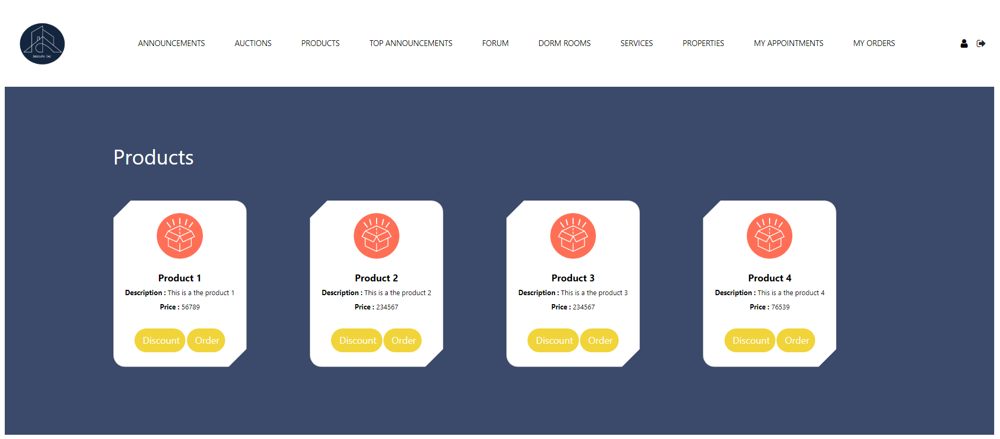 Immobi-Tec
ANNOUNCEMENTS AUCTIONS PRODUCTS TOP ANNOUNCEMENTS FORUM DORM ROOMS SERVICES PROPERTIES MY APPOINTMENTS MY ORDERS
Products
Product 1
Description : This is a the product 1
Price : 56789
Discount Order
Product 2
Description : This is a the product 2
Price : 234567
Discount Order
Product 3
Description : This is a the product 3
Price : 234567
Discount Order
Product 4
Description : This is a the product 4
Price : 76539
Discount Order